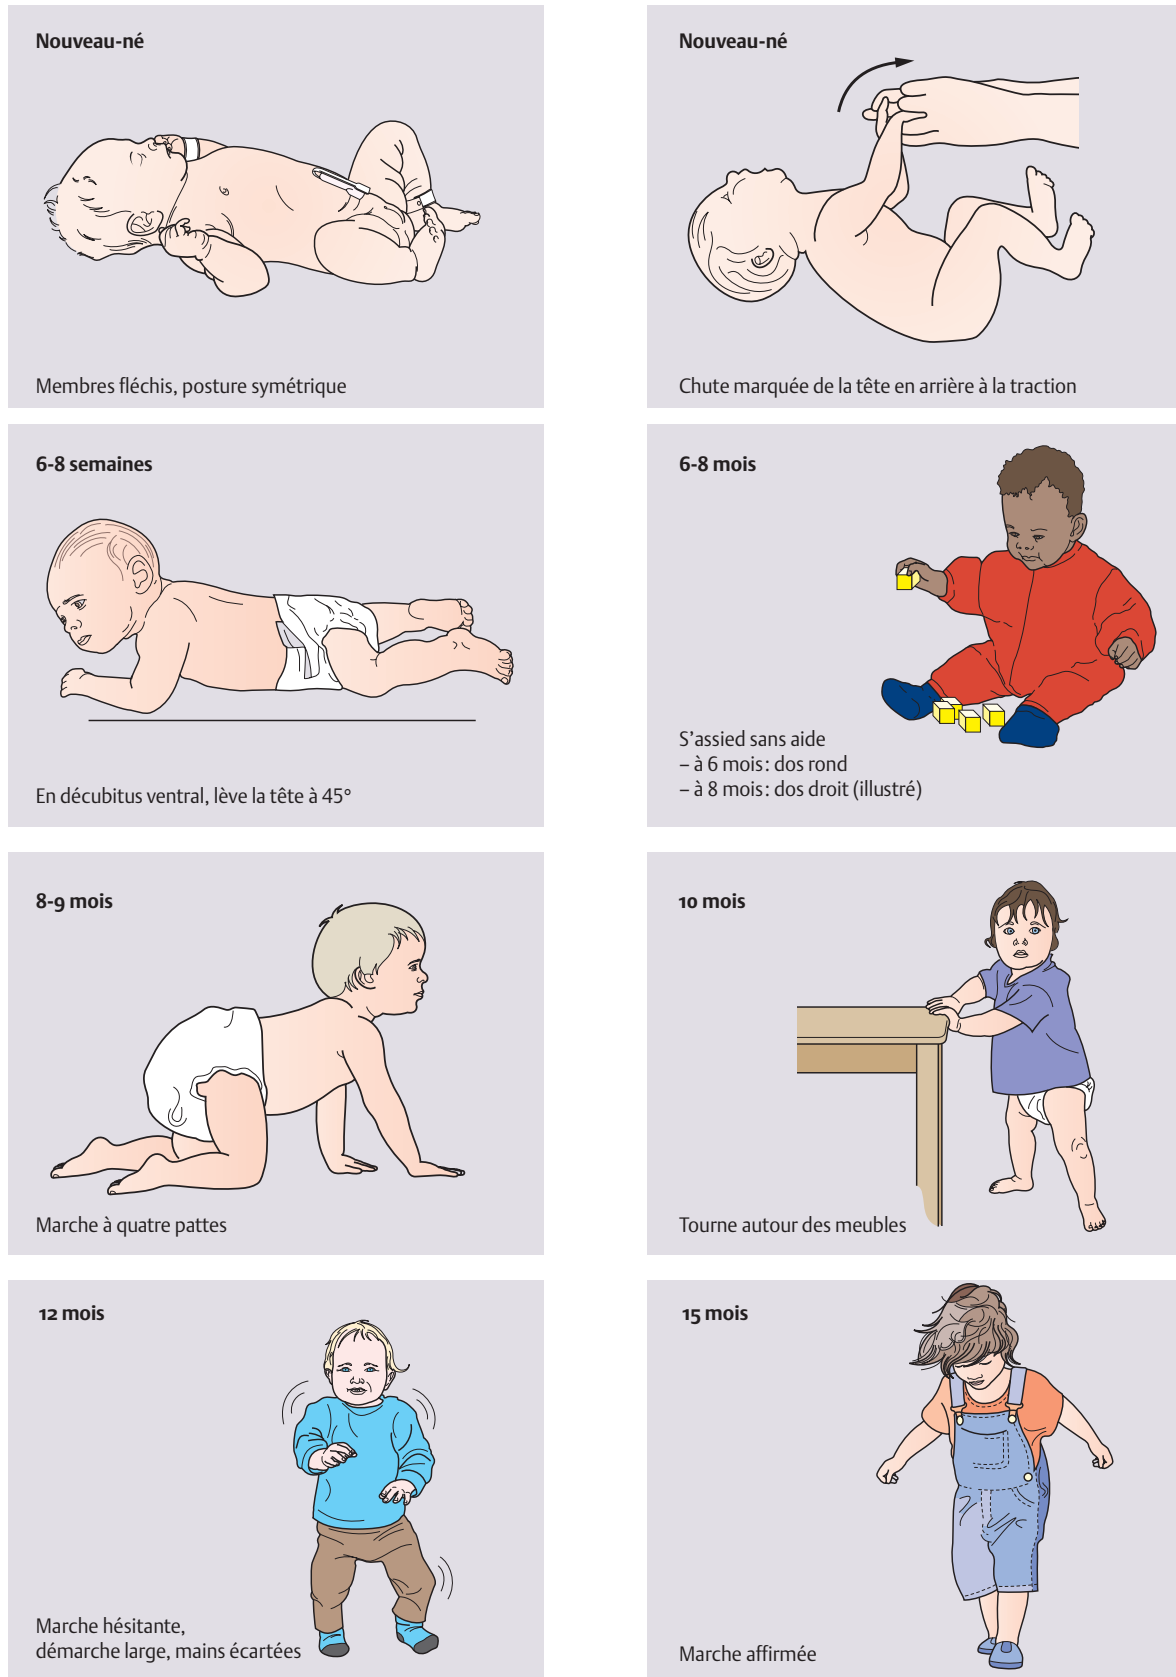 Nouveau-né
Membres fléchis, posture symétrique
Nouveau-né
Chute marquée de la tête en arrière à la traction
6-8 semaines
En décubitus ventral, lève la tête à 45°
6-8 mois
S’assied sans aide
– à 6 mois : dos rond
– à 8 mois : dos droit (illustré)
8-9 mois
Marche à quatre pattes
10 mois
Tourne autour des meubles
12 mois
Marche hésitante,
démarche large, mains écartées
15 mois
Marche affirmée